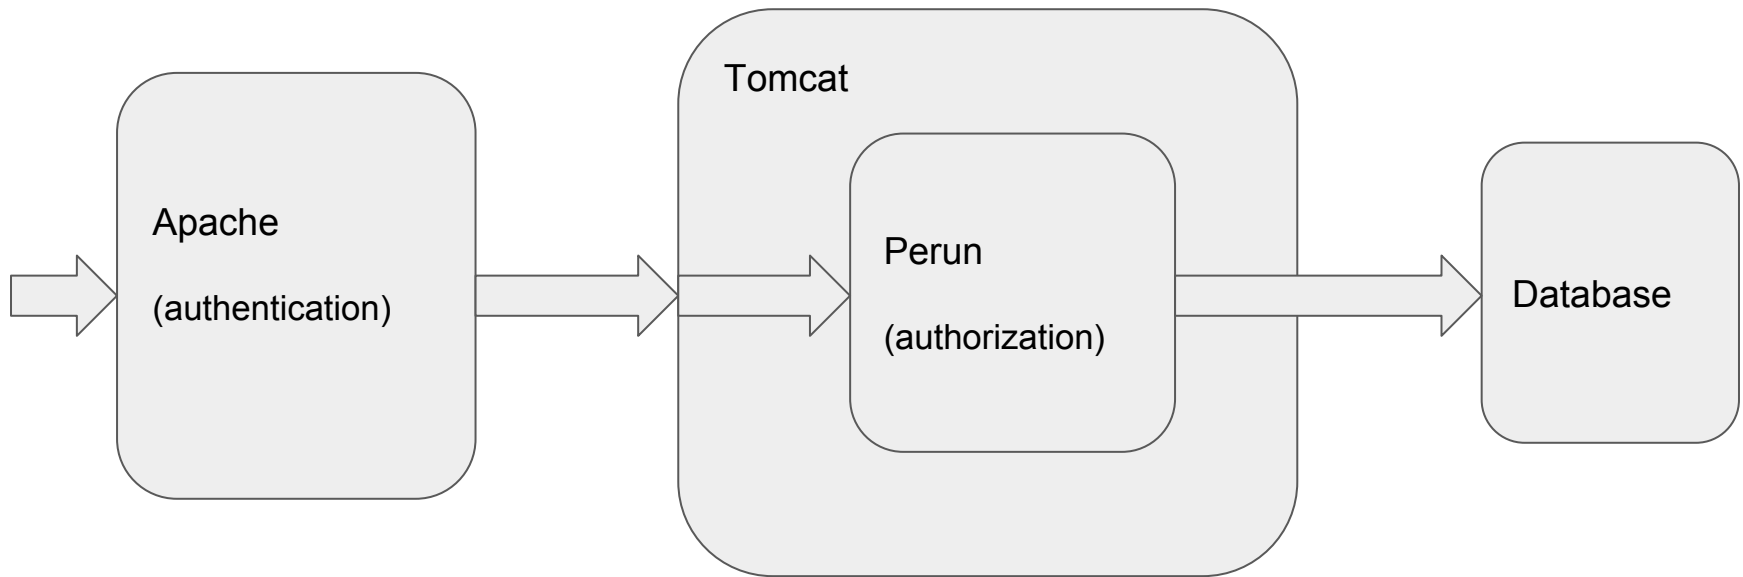 Tomcat
Apache
(authentication)
Perun
(authorization)
Database